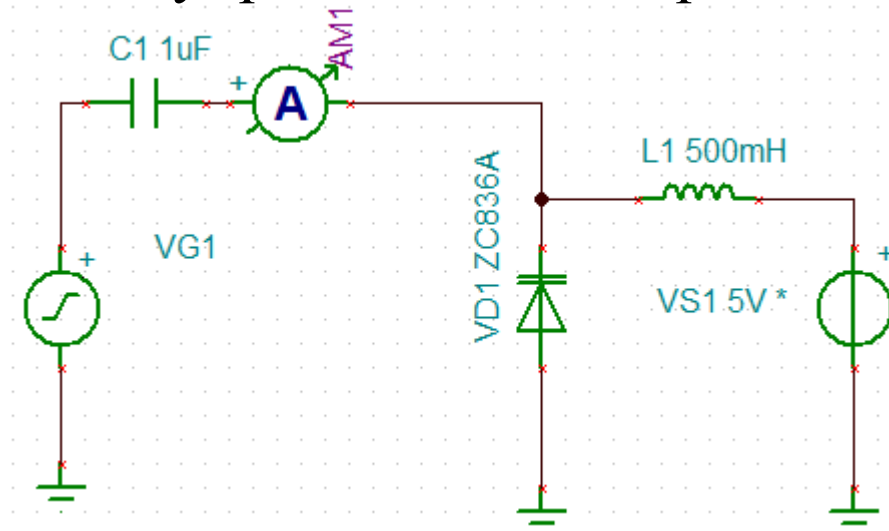 C1 1uF
+
AM1
A
L1 500mH
VD1 ZC836A
VG1
+
VS1 5V *
+